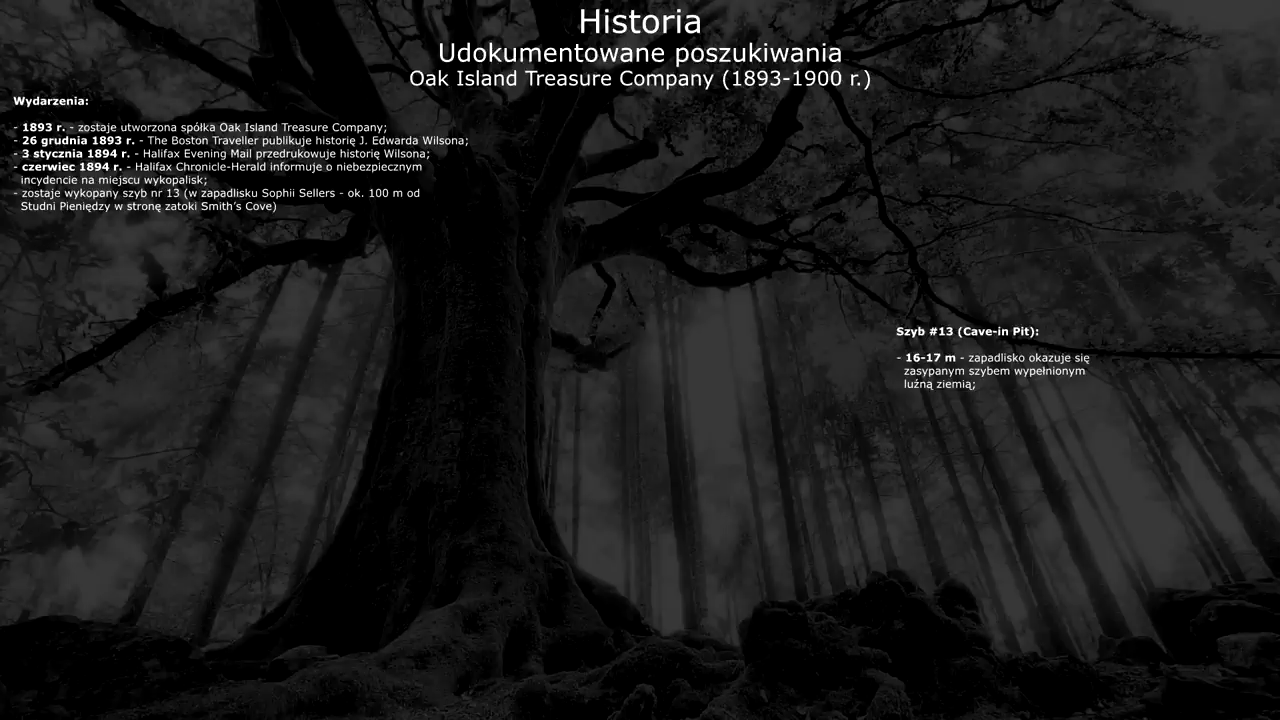 Historia
Udokumentowane poszukiwania
Oak Island Treasure Company (1893-1900 r.)
Wydarzenia:
- 1893 r. - zostaje utworzona spółka Oak Island Treasure Company;
- 26 grudnia 1893 r. - The Boston Traveller publikuje historię J. Edwarda Wilsona;
- 3 stycznia 1894 r. - Halifax Evening Mail przedrukowuje historię Wilsona;
- czerwiec 1894 r. - Halifax Chronicle-Herald informuje o niebezpiecznym
incydencie na miejscu wykopalisk;
- zostaje wykopany szyb nr 13 (w zapadlisku Sophii Sellers - ok. 100 m od
Studni Pieniędzy w stronę zatoki Smith's Cove)
Szyb #13 (Cave-in Pit):
- 16-17 m - zapadlisko okazuje się
zasypanym szybem wypełnionym
luźną ziemią;